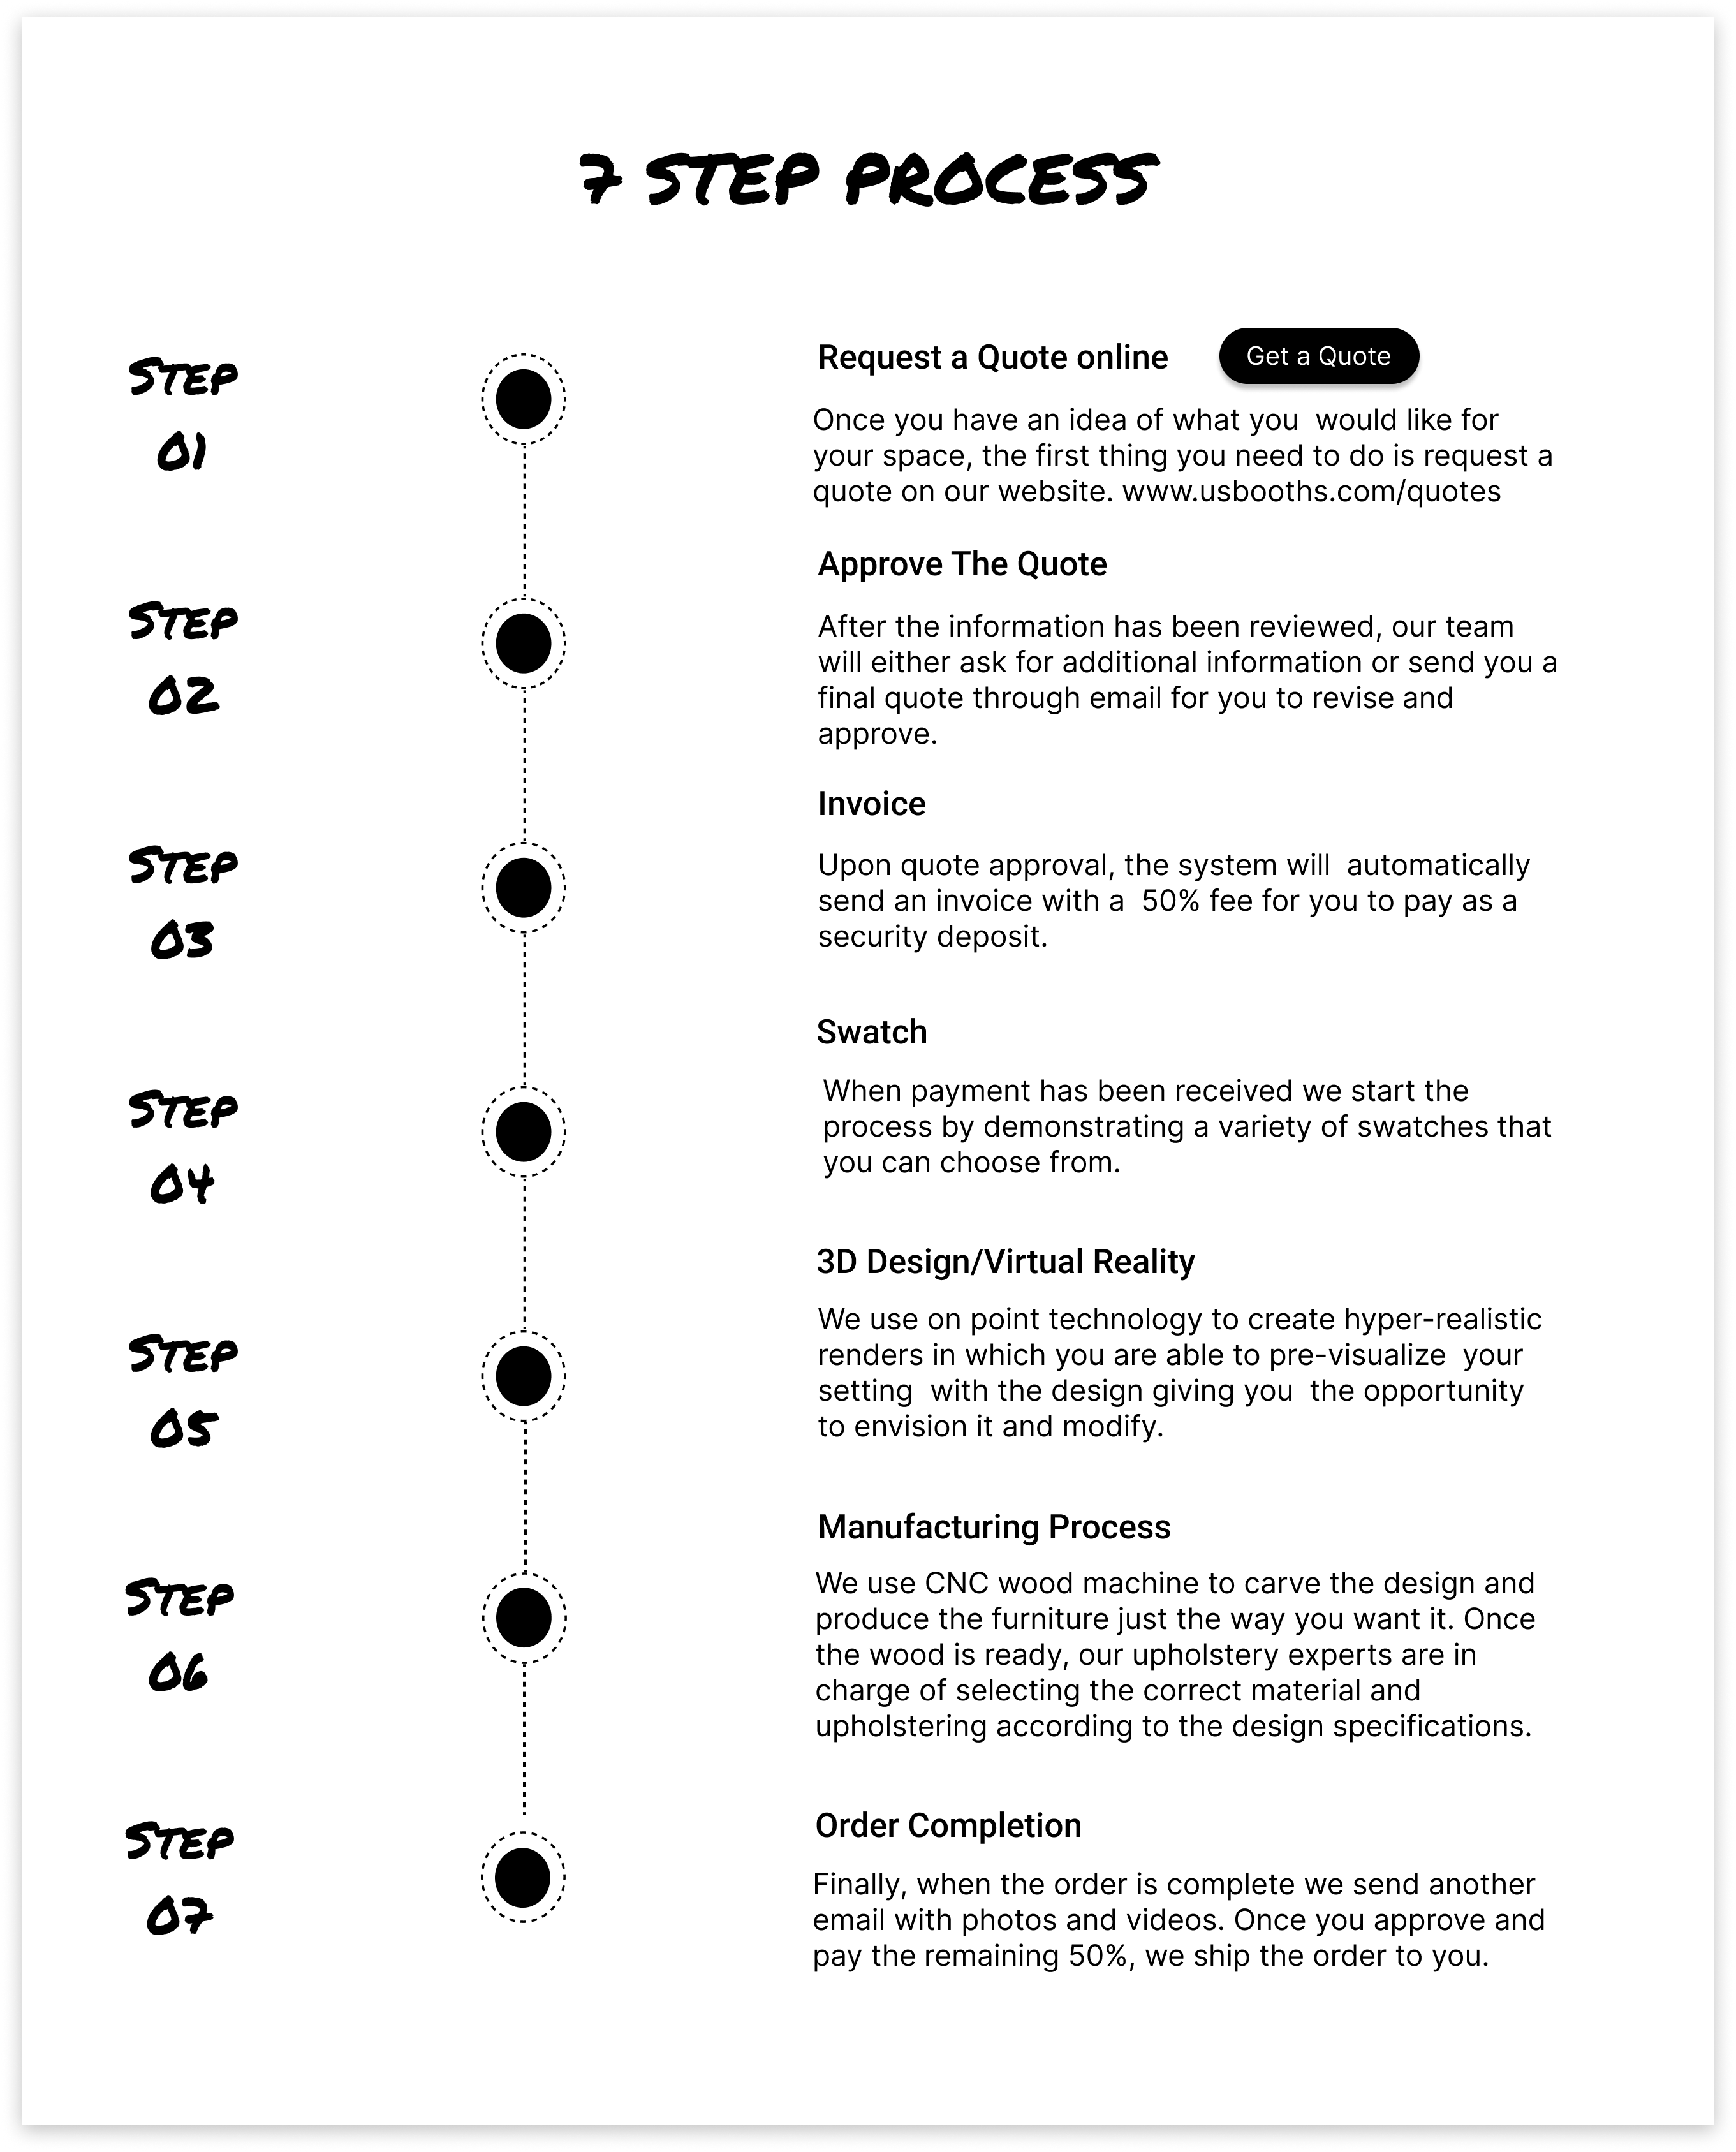 7 STEP PROCESS
STEP
01
Request a Quote online
Get a Quote
Once you have an idea of what you  would like for
your space, the first thing you need to do is request a
quote on our website. www.usbooths.com/quotes
STEP
02
Approve The Quote
After the information has been reviewed, our team
will either ask for additional information or send you a
final quote through email for you to revise and
approve.
STEP
03
Invoice
Upon quote approval, the system will  automatically
send an invoice with a  50% fee for you to pay as a
security deposit.
STEP
04
Swatch
When payment has been received we start the
process by demonstrating a variety of swatches that
you can choose from.
STEP
05
3D Design/Virtual Reality
We use on point technology to create hyper-realistic
renders in which you are able to pre-visualize  your
setting  with the design giving you  the opportunity
to envision it and modify.
STEP
06
Manufacturing Process
We use CNC wood machine to carve the design and
produce the furniture just the way you want it. Once
the wood is ready, our upholstery experts are in
charge of selecting the correct material and
upholstering according to the design specifications.
STEP
07
Order Completion
Finally, when the order is complete we send another
email with photos and videos. Once you approve and
pay the remaining 50%, we ship the order to you.